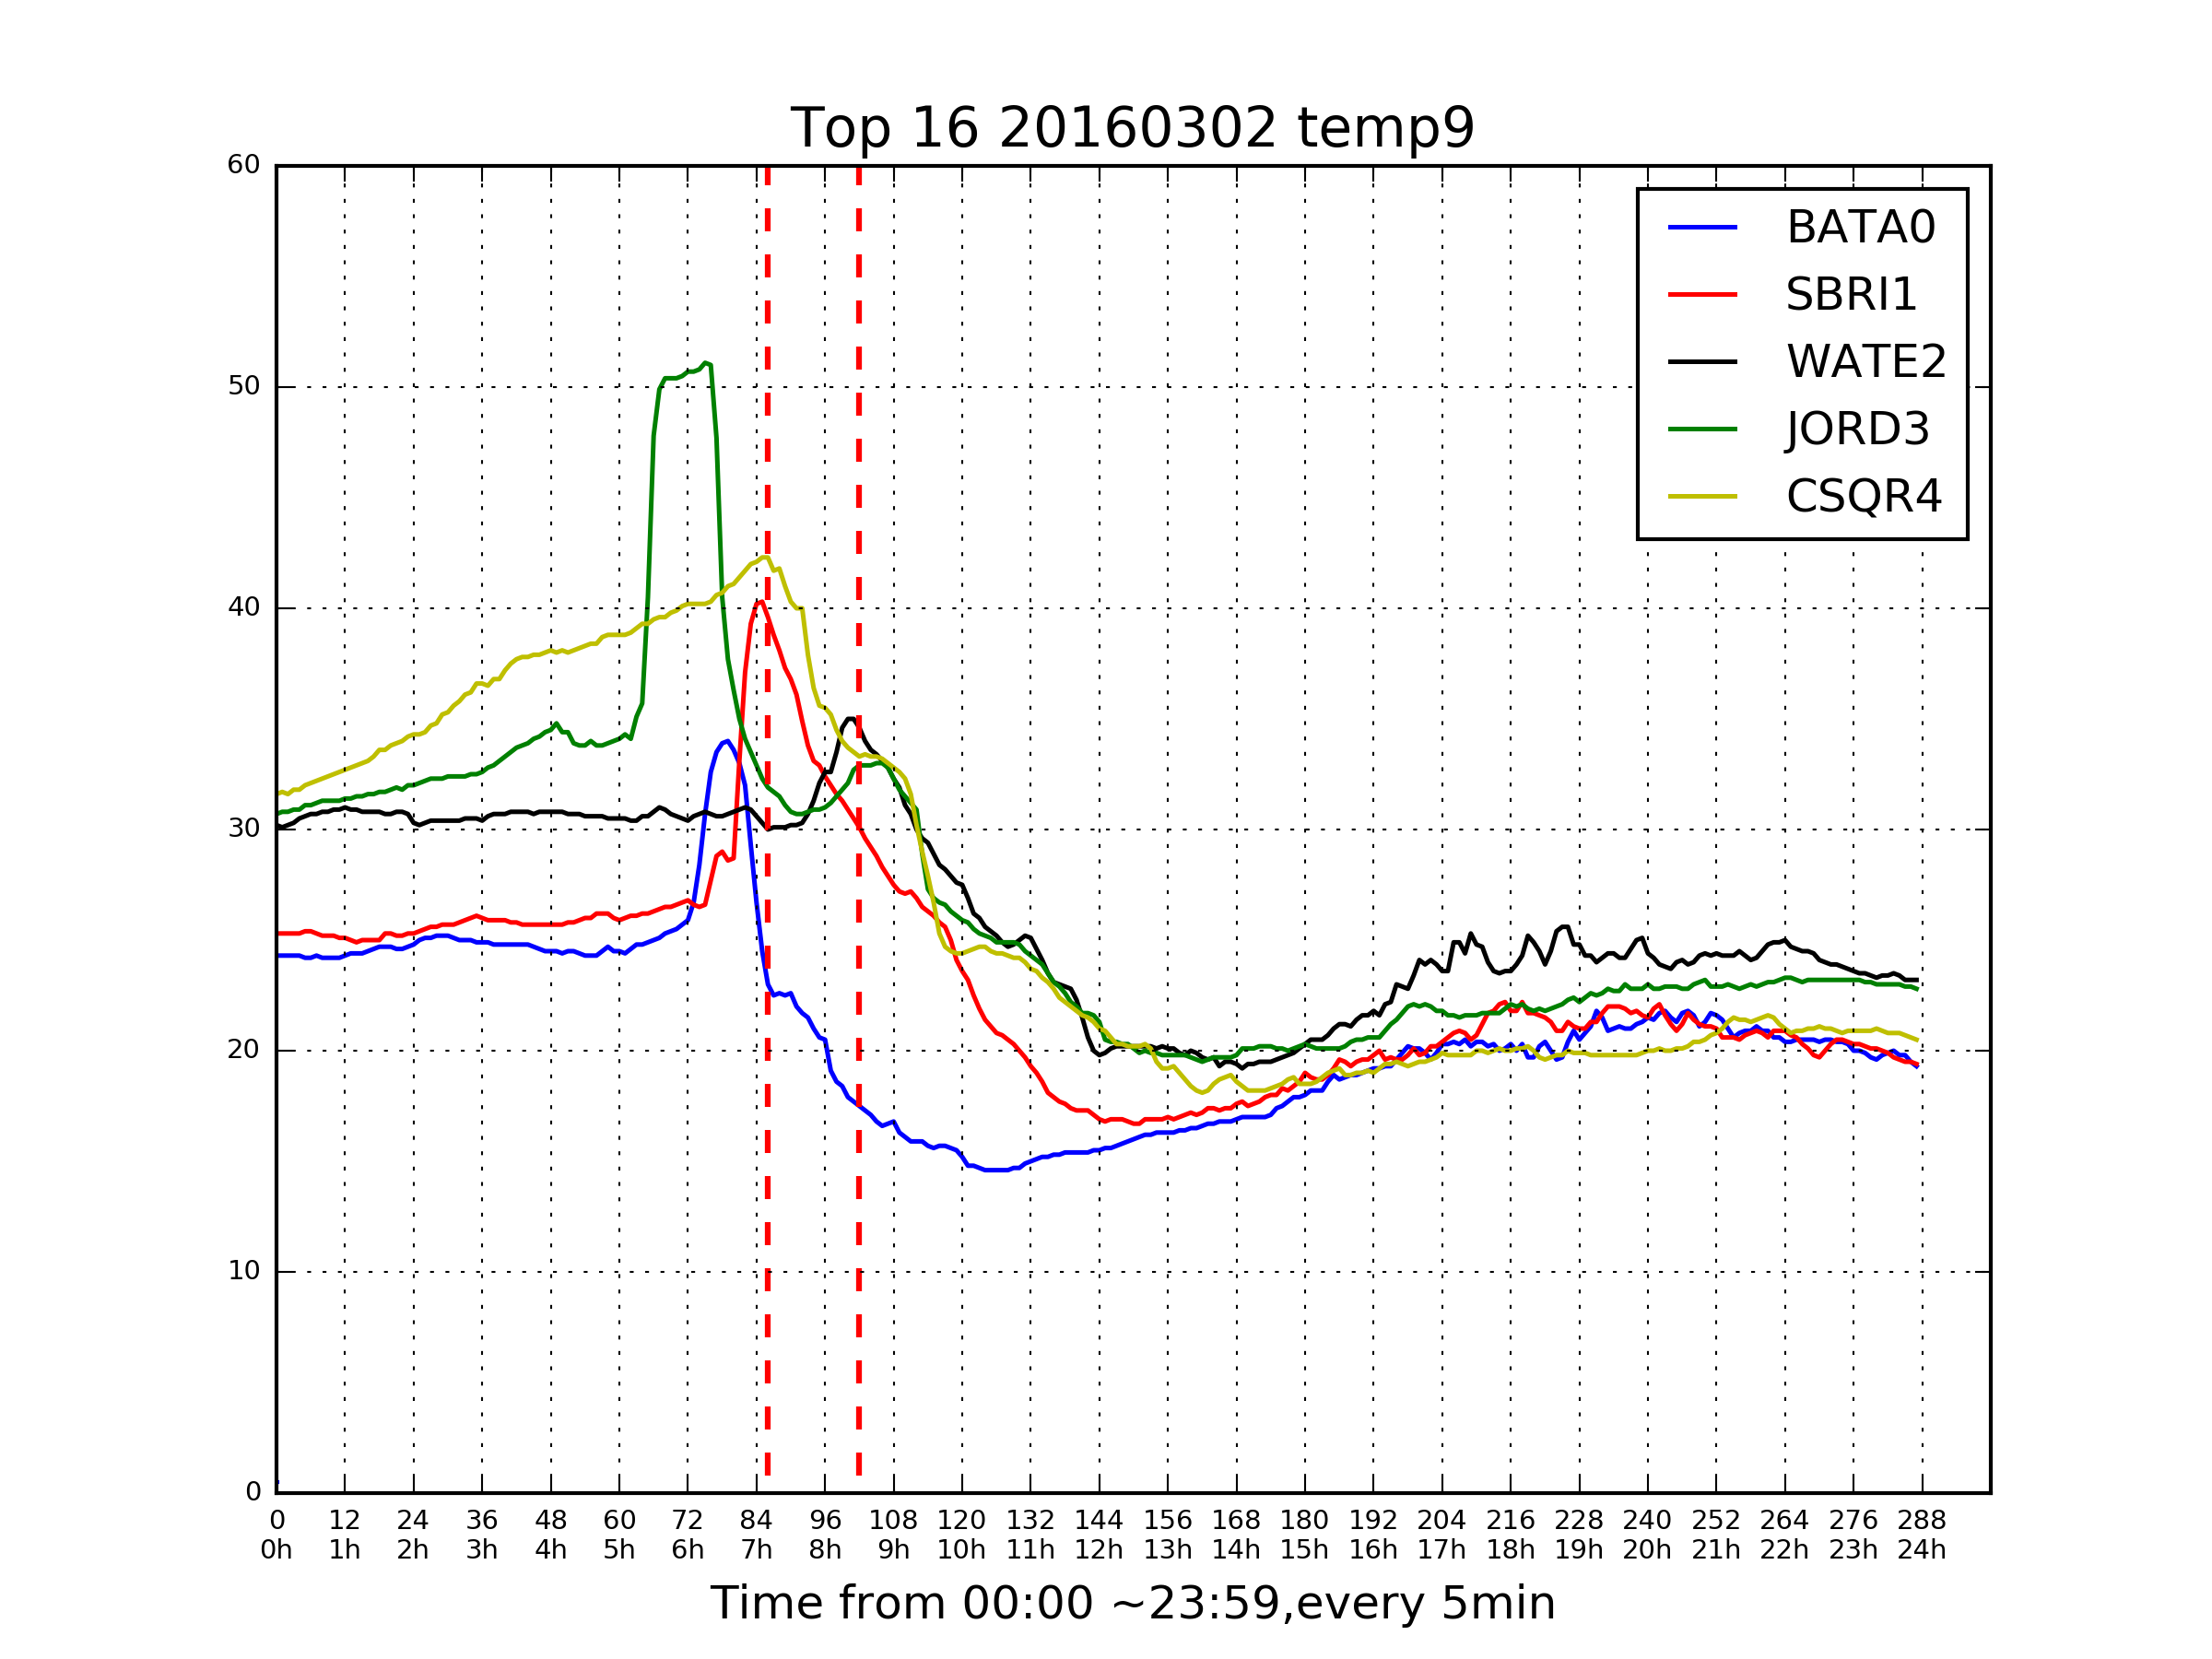 Top 16 20160302 temp9
60
50
40
30
20
10
0
BATA0
SBRI1
WATE2
JORD3
CSQR4
0 12 24 36 48 60 72 84 96 108 120 132 144 156 168 180 192 204 216 228 240 252 264 276 288
0h 1h 2h 3h 4h 5h 6h 7h 8h 9h 10h 11h 12h 13h 14h 15h 16h 17h 18h 19h 20h 21h 22h 23h 24h
Time from 00:00 ~23:59,every 5min